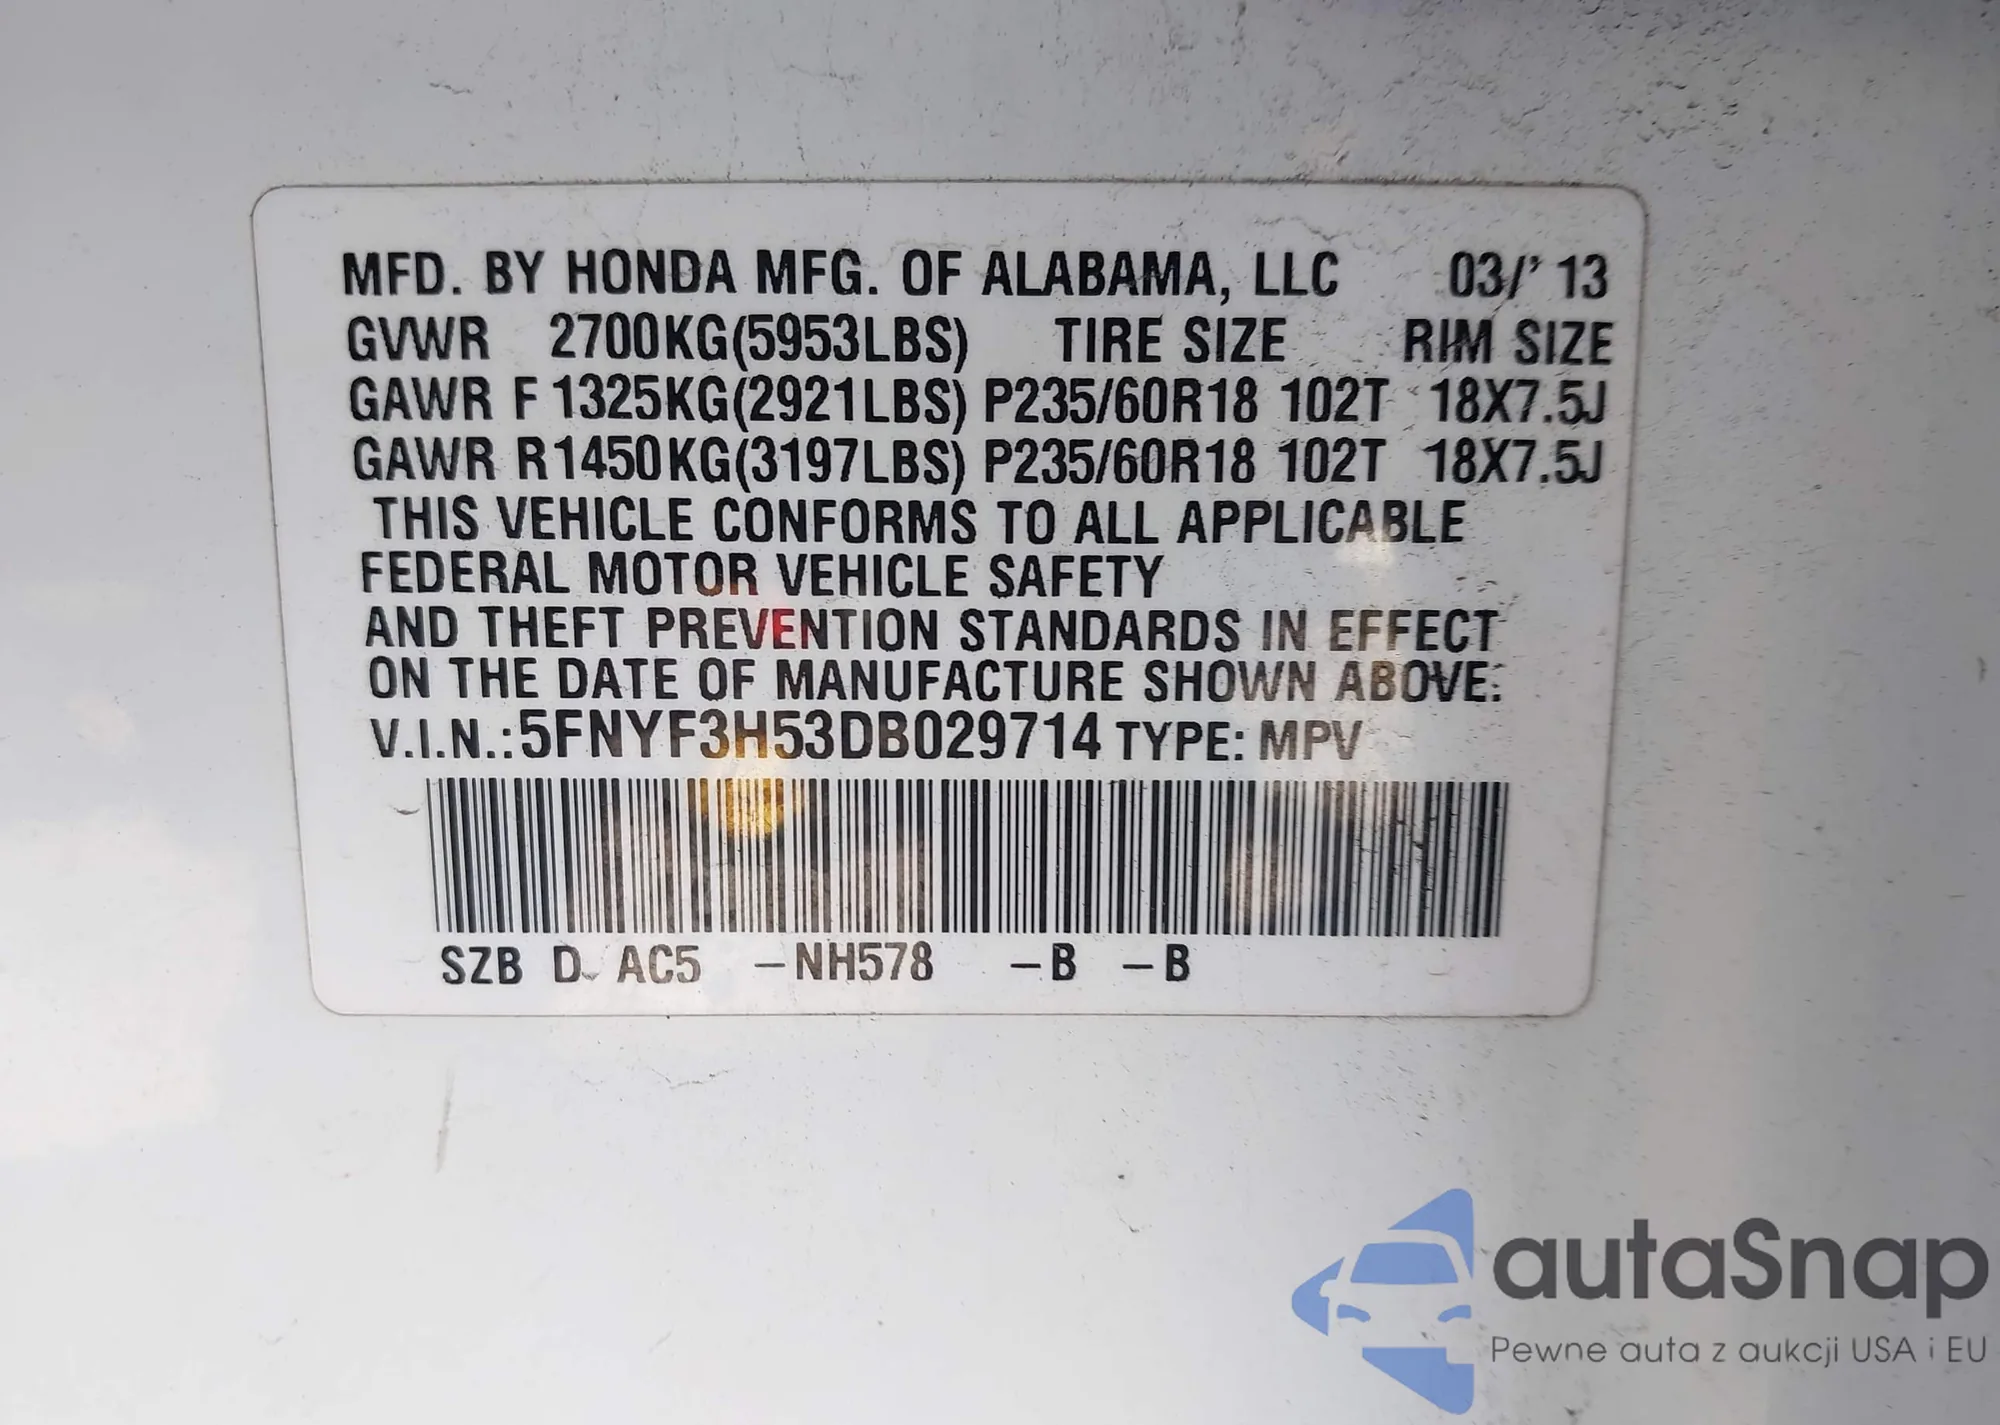 MFD. BY HONDA MFG. OF ALABAMA, LLC 03/' 13
GVWR 2700KG(5953LBS) TIRE SIZE RIM SIZE
GAWR F 1325KG(2921LBS) P235/60R18 102T 18X7.5J
GAWR R 1450KG(3197LBS) P235/60R18 102T 18X7.5J
THIS VEHICLE CONFORMS TO ALL APPLICABLE
FEDERAL MOTOR VEHICLE SAFETY
AND THEFT PREVENTION STANDARDS IN EFFECT
ON THE DATE OF MANUFACTURE SHOWN ABOVE:
V.I.N.:5FNYF3H53DB029714 TYPE: MPV
SZB D AC5 –NH578 –B –B
autaSnap
Pewne auta z aukcji USA i EU